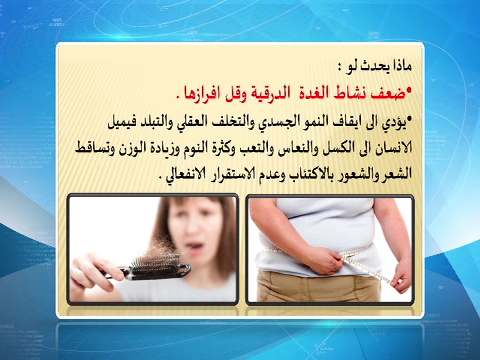 ماذا يحدث لو :
•ضعف نشاط الغدة الدرقية وقل افرازها .
•يؤدي الى ايقاف النمو الجسدي والتخلف العقلي والتبلد فيميل
الانسان الى الكسل والنعاس والتعب وكثرة النوم وزيادة الوزن وتساقط
الشعر والشعور بالاكتئاب وعدم الاستقرار الانفعالي .